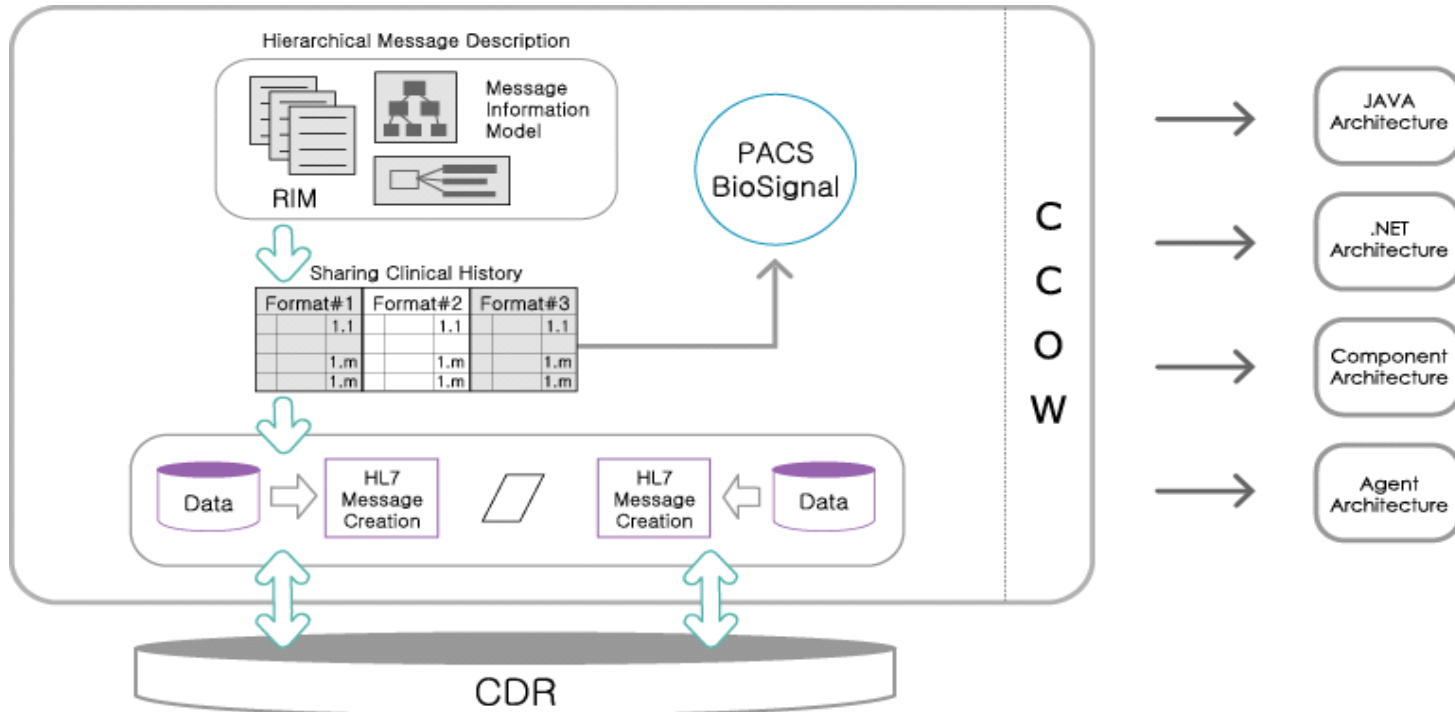 Hierarchical Message Description
RIM
Message
Information
Model
PACS
BioSignal
Sharing Clinical History
Format#1 Format#2 Format#3
1.1 1.1 1.1
1.m 1.m 1.m
1.m 1.m 1.m
Data
HL7
Message
Creation
HL7
Message
Creation
Data
CDR
C
C
O
W
JAVA
Architecture
.NET
Architecture
Component
Architecture
Agent
Architecture